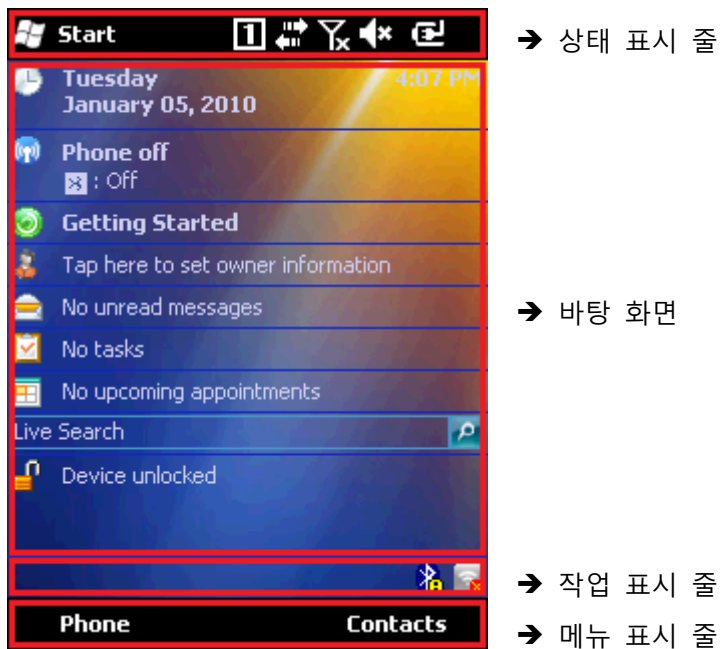 Start 1 ➔ 상태 표시 줄
Tuesday 4:07 PM
January 05, 2010
Phone off
: Off
Getting Started
Tap here to set owner information
No unread messages ➔ 바탕 화면
No tasks
No upcoming appointments
Live Search
Device unlocked
➔ 작업 표시 줄
Phone Contacts ➔ 메뉴 표시 줄